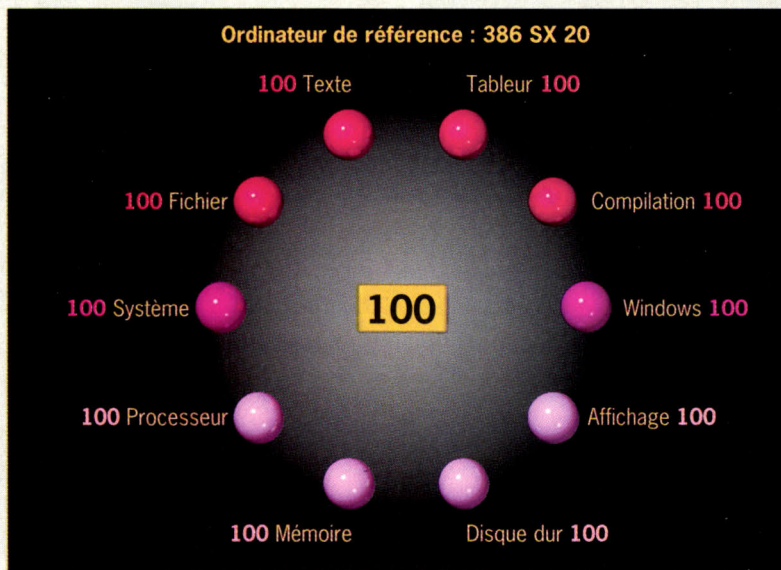 Ordinateur de référence : 386 SX 20
100 Texte
Tableur 100
100 Fichier
Compilation 100
100 Système
100
Windows 100
100 Processeur
Affichage 100
100 Mémoire
Disque dur 100